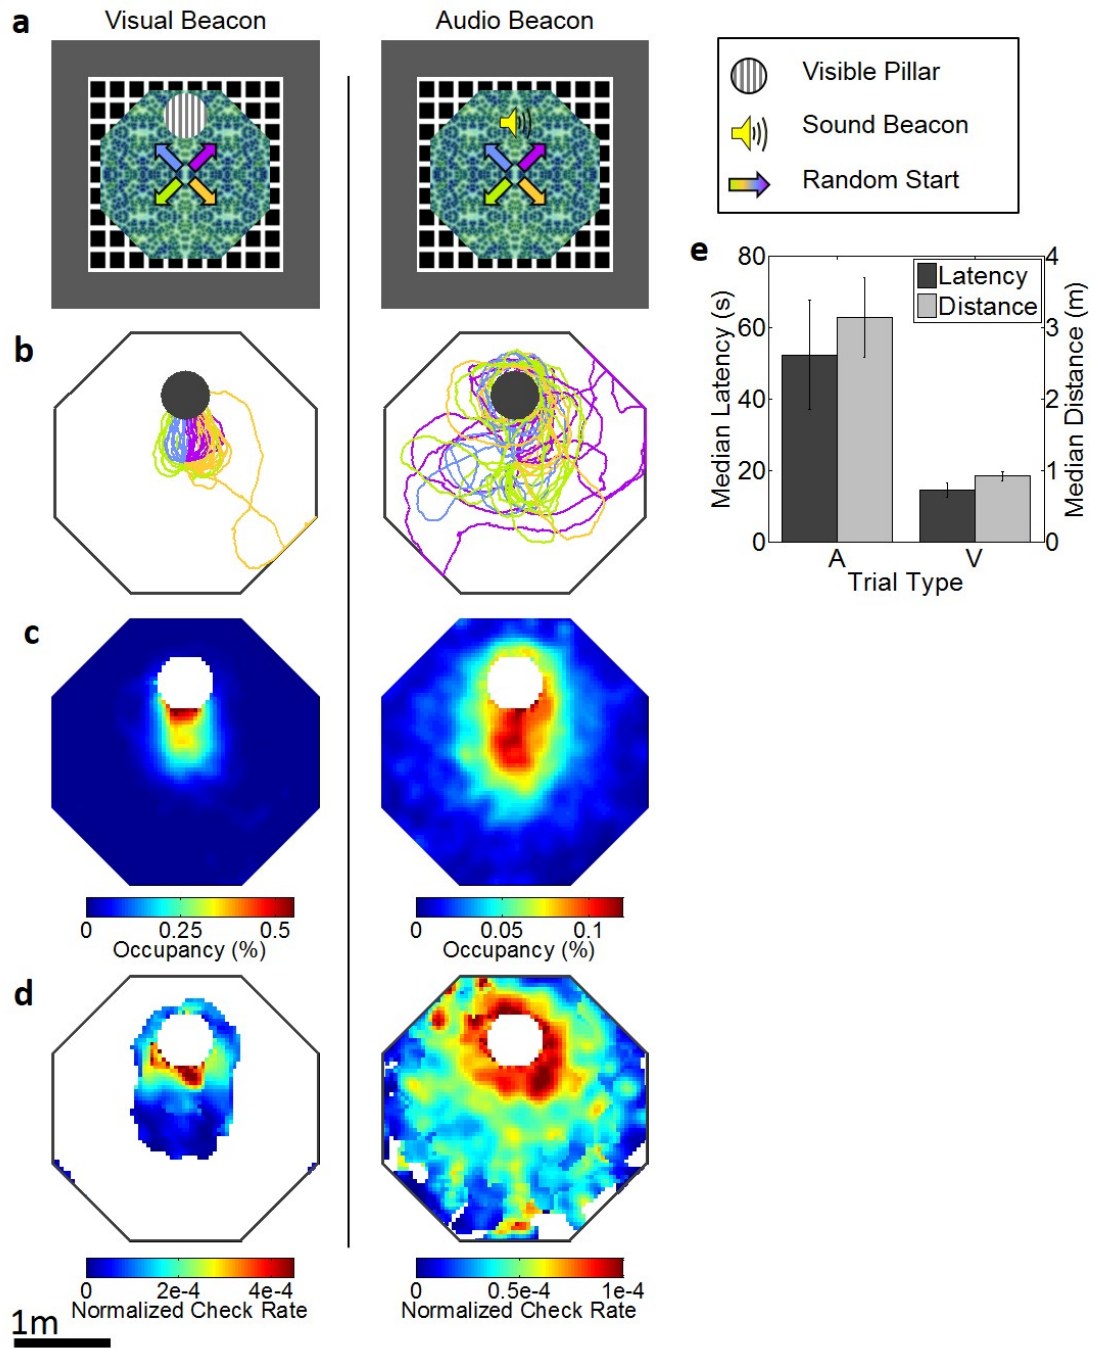 a
Visual Beacon
Audio Beacon
Visible Pillar
Sound Beacon
Random Start
b
e
80
60
40
20
0
Median Latency (s)
Latency
Distance
4
3
2
1
0
Median Distance (m)
A
V
Trial Type
c
0
0.25
0.5
Occupancy (%)
0
0.05
0.1
Occupancy (%)
d
0
2e-4
4e-4
Normalized Check Rate
0
0.5e-4
1e-4
Normalized Check Rate
1m